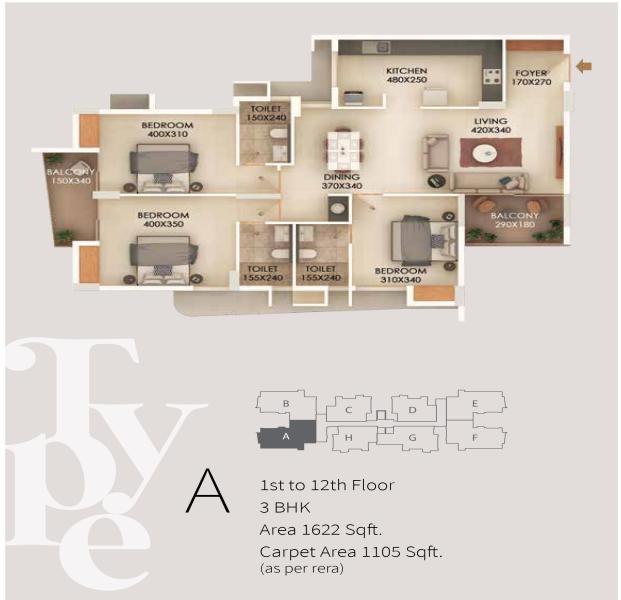 KITCHEN
480X250
FOYER
170X270
TOILET
150X240
BEDROOM
400X310
LIVING
420X340
BALCONY
150X340
DINING
370X340
BEDROOM
400X350
BALCONY
290X180
TOILET
155X240
TOILET
155X240
BEDROOM
310X340
Type
B
C
D
E
A
H
G
F
A
1st to 12th Floor
3 BHK
Area 1622 Sqft.
Carpet Area 1105 Sqft.
(as per rera)